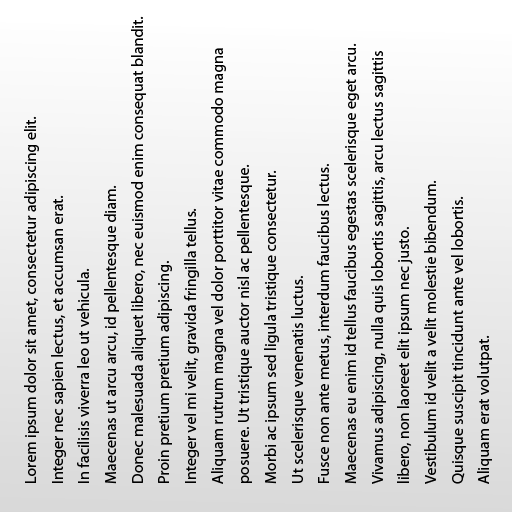 Lorem ipsum dolor sit amet, consectetur adipiscing elit.
Integer nec sapien lectus, et accumsan erat.
In facilisis viverra leo ut vehicula.
Maecenas ut arcu arcu, id pellentesque diam.
Donec malesuada aliquet libero, nec euismod enim consequat blandit.
Proin pretium pretium adipiscing.
Integer vel mi velit, gravida fringilla tellus.
Aliquam rutrum magna vel dolor porttitor vitae commodo magna
posuere. Ut tristique auctor nisl ac pellentesque.
Morbi ac ipsum sed ligula tristique consectetur.
Ut scelerisque venenatis luctus.
Fusce non ante metus, interdum faucibus lectus.
Maecenas eu enim id tellus faucibus egestas scelerisque eget arcu.
Vivamus adipiscing, nulla quis lobortis sagittis, arcu lectus sagittis
libero, non laoreet elit ipsum nec justo.
Vestibulum id velit a velit molestie bibendum.
Quisque suscipit tincidunt ante vel lobortis.
Aliquam erat volutpat.